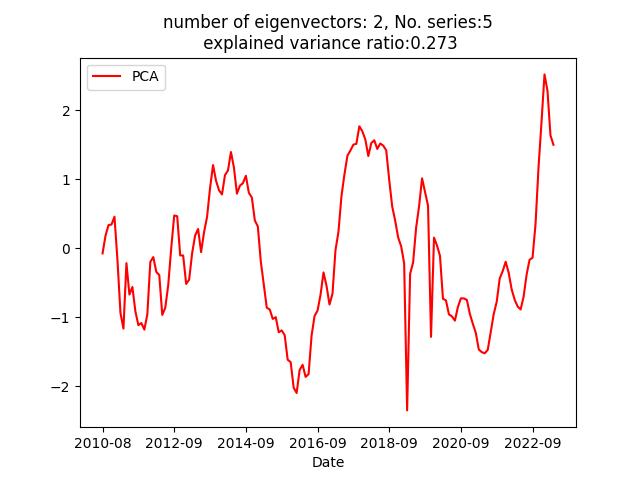 number of eigenvectors: 2, No. series:5
explained variance ratio:0.273
PCA
2
1
0
−1
−2
2010-08 2012-09 2014-09 2016-09 2018-09 2020-09 2022-09
Date